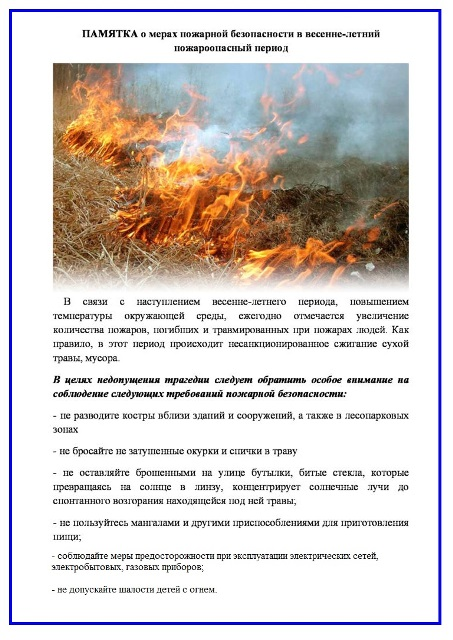 ПАМЯТКА о мерах пожарной безопасности в весенне-летний
пожароопасный период
В связи с наступлением весенне-летнего периода, повышением
температуры окружающей среды, ежегодно отмечается увеличение
количества пожаров, погибших и травмированных при пожарах людей. Как
правило, в этот период происходит несанкционированное сжигание сухой
травы, мусора.
В целях недопущения трагедии следует обратить особое внимание на
соблюдение следующих требований пожарной безопасности:
- не разводите костры вблизи зданий и сооружений, а также в лесопарковых
зонах
- не бросайте не затушенные окурки и спички в траву
- не оставляйте брошенными на улице бутылки, битые стекла, которые
превращаясь на солнце в линзу, концентрирует солнечные лучи до
спонтанного возгорания находящейся под ней травы;
- не пользуйтесь мангалами и другими приспособлениями для приготовления
пищи;
- соблюдайте меры предосторожности при эксплуатации электрических сетей,
электробытовых, газовых приборов;
- не допускайте шалости детей с огнем.